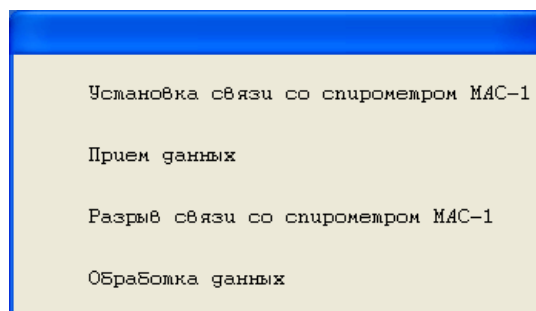 Установка связи со спирометром МАС-1
Прием данных
Разрыв связи со спирометром МАС-1
Обработка данных